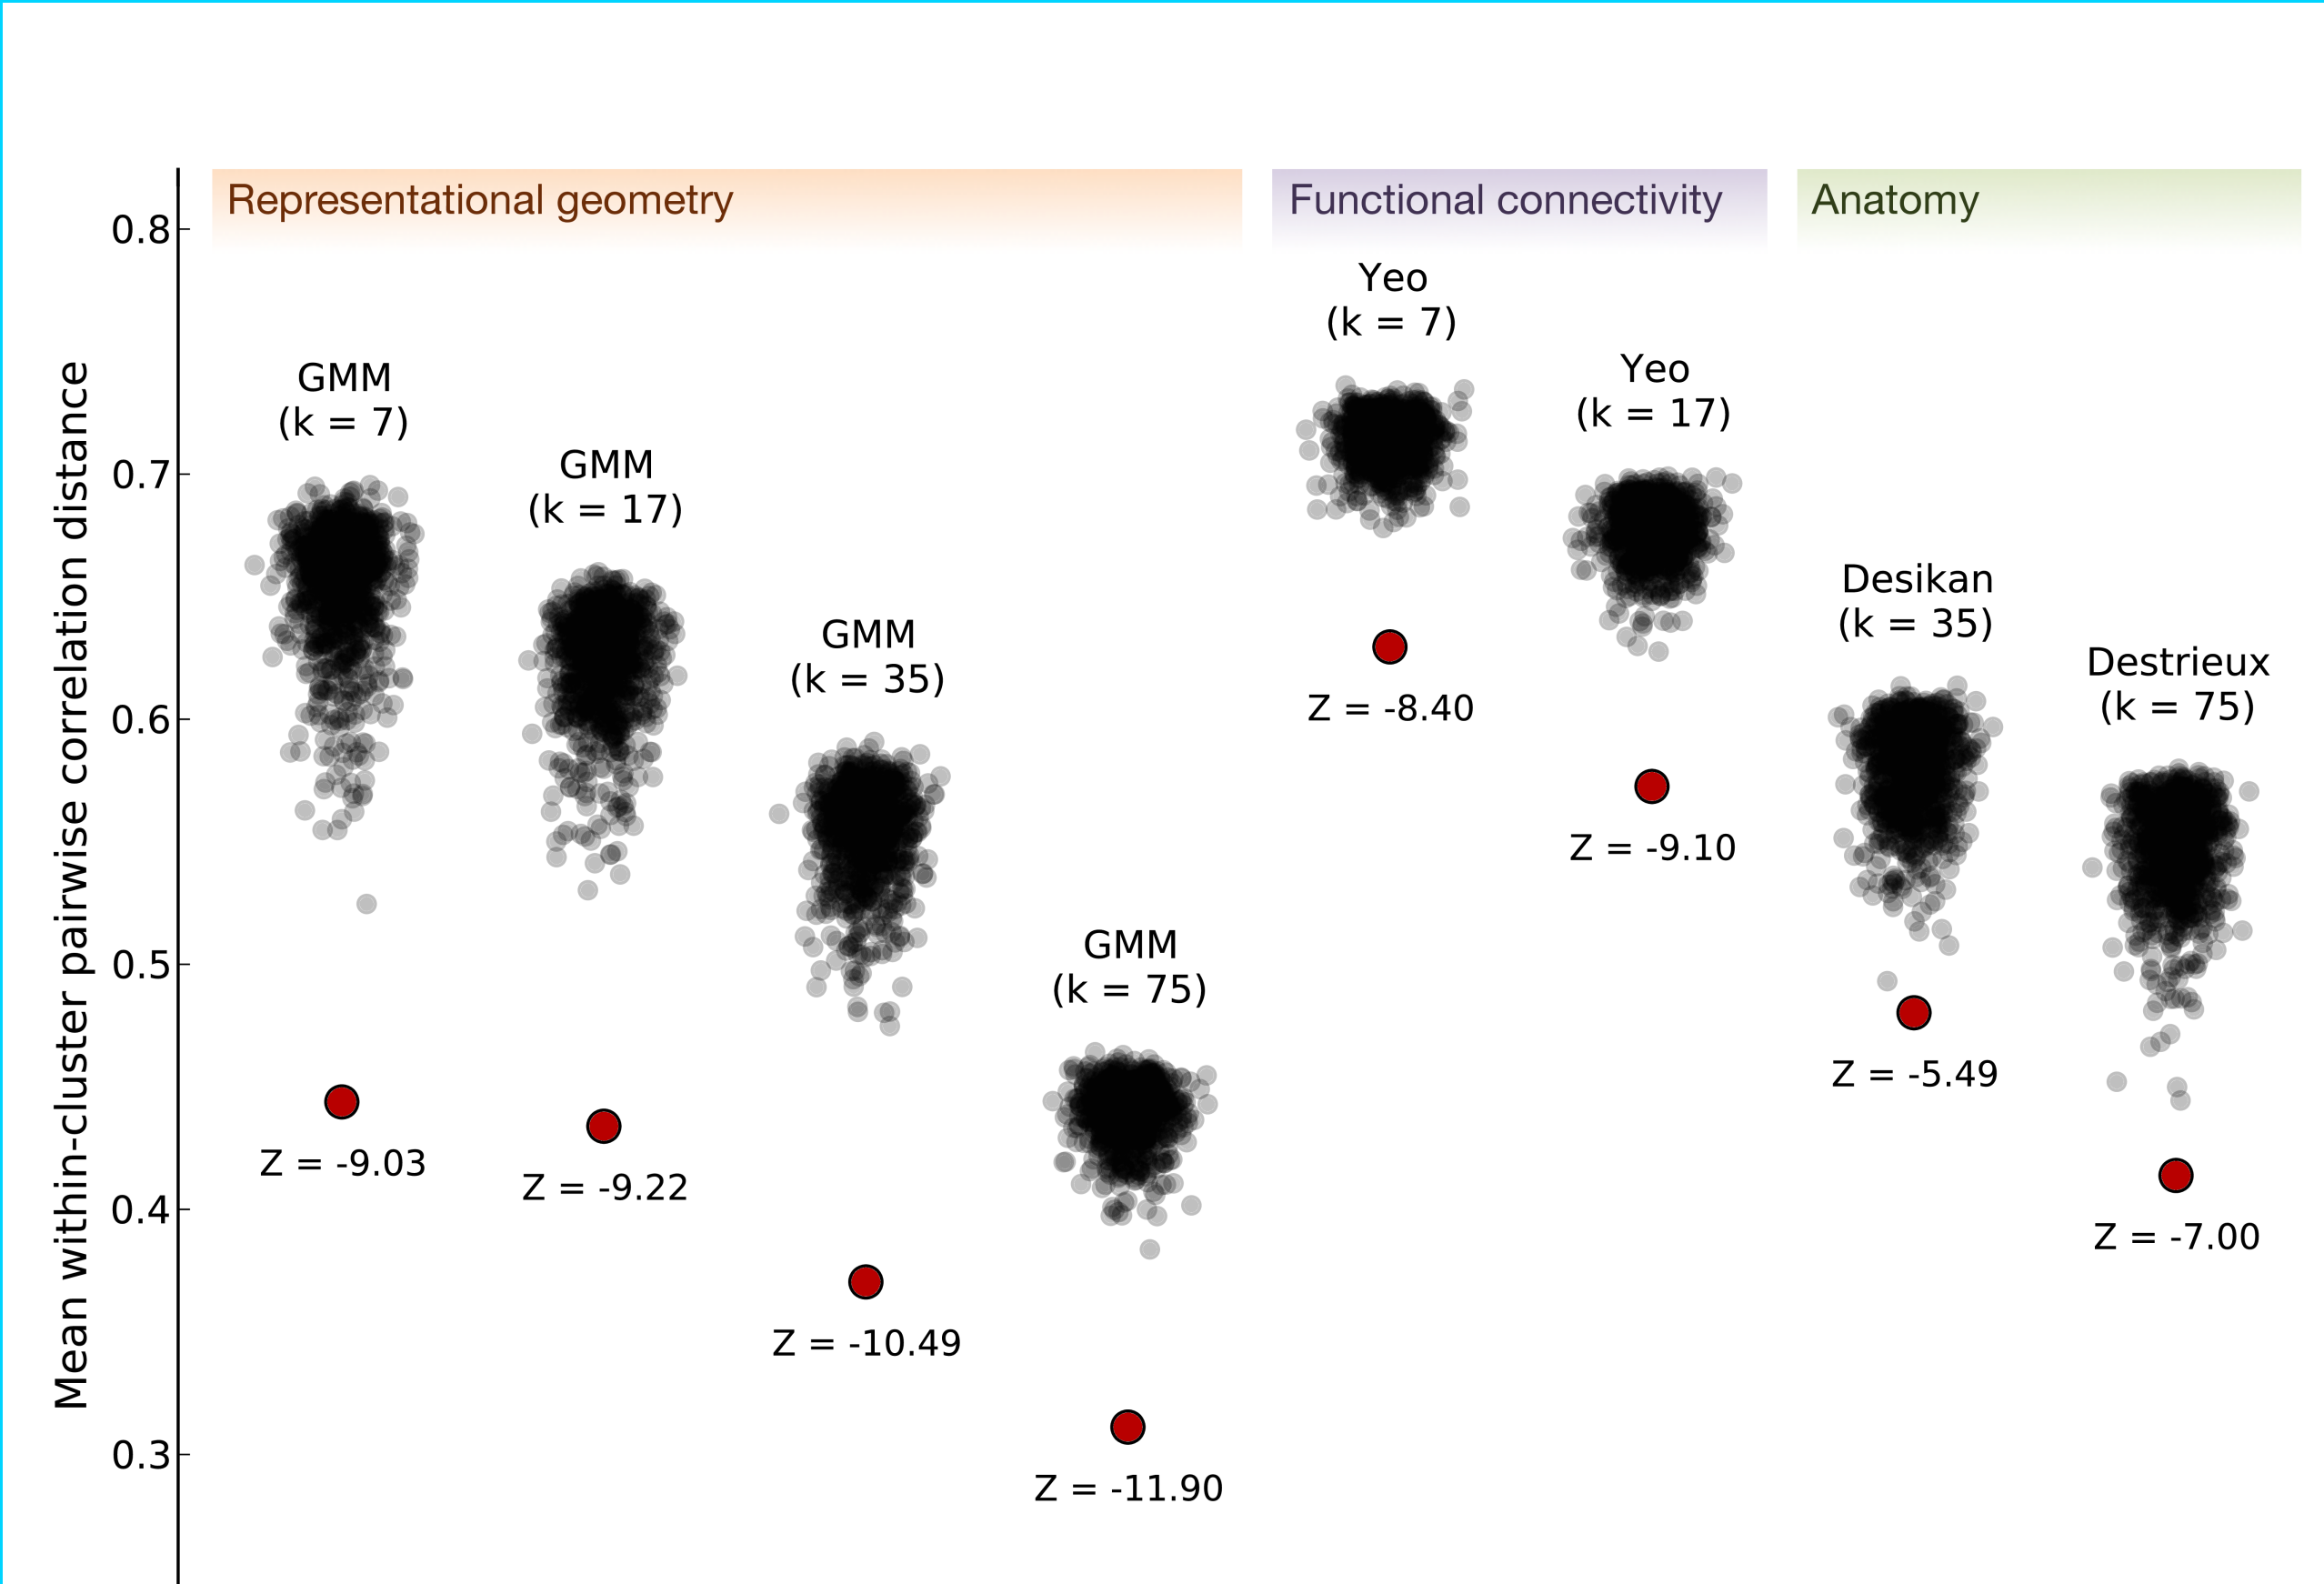 Representational geometry
Functional connectivity
Anatomy
Mean within-cluster pairwise correlation distance
0.8
0.7
0.6
0.5
0.4
0.3
GMM
(k = 7)
Z = -9.03
GMM
(k = 17)
Z = -9.22
GMM
(k = 35)
Z = -10.49
GMM
(k = 75)
Z = -11.90
Yeo
(k = 7)
Z = -8.40
Yeo
(k = 17)
Z = -9.10
Desikan
(k = 35)
Z = -5.49
Destrieux
(k = 75)
Z = -7.00